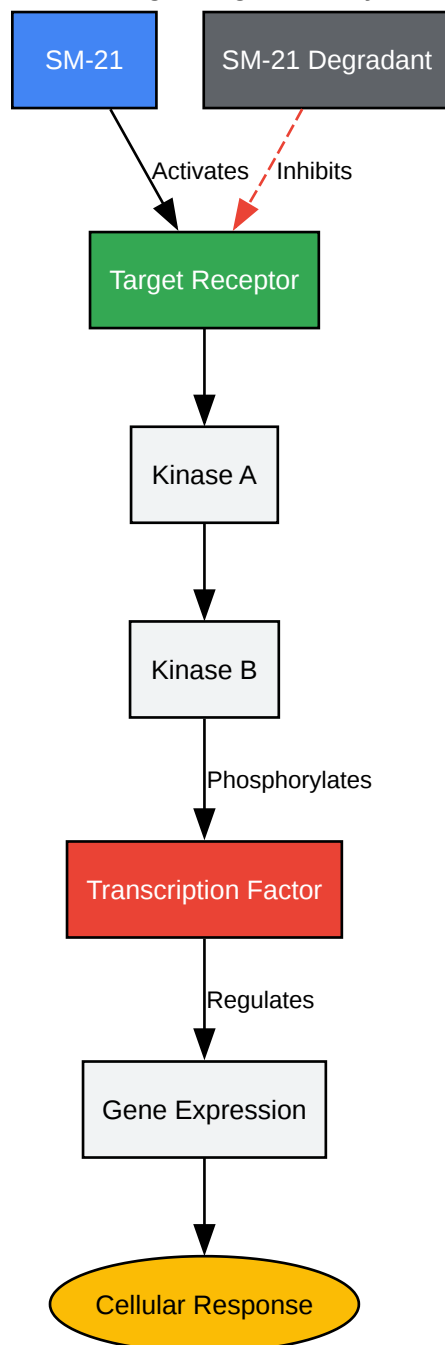 SM-21
SM-21 Degradant
Activates
Inhibits
Target Receptor
Kinase A
Kinase B
Phosphorylates
Transcription Factor
Regulates
Gene Expression
Cellular Response